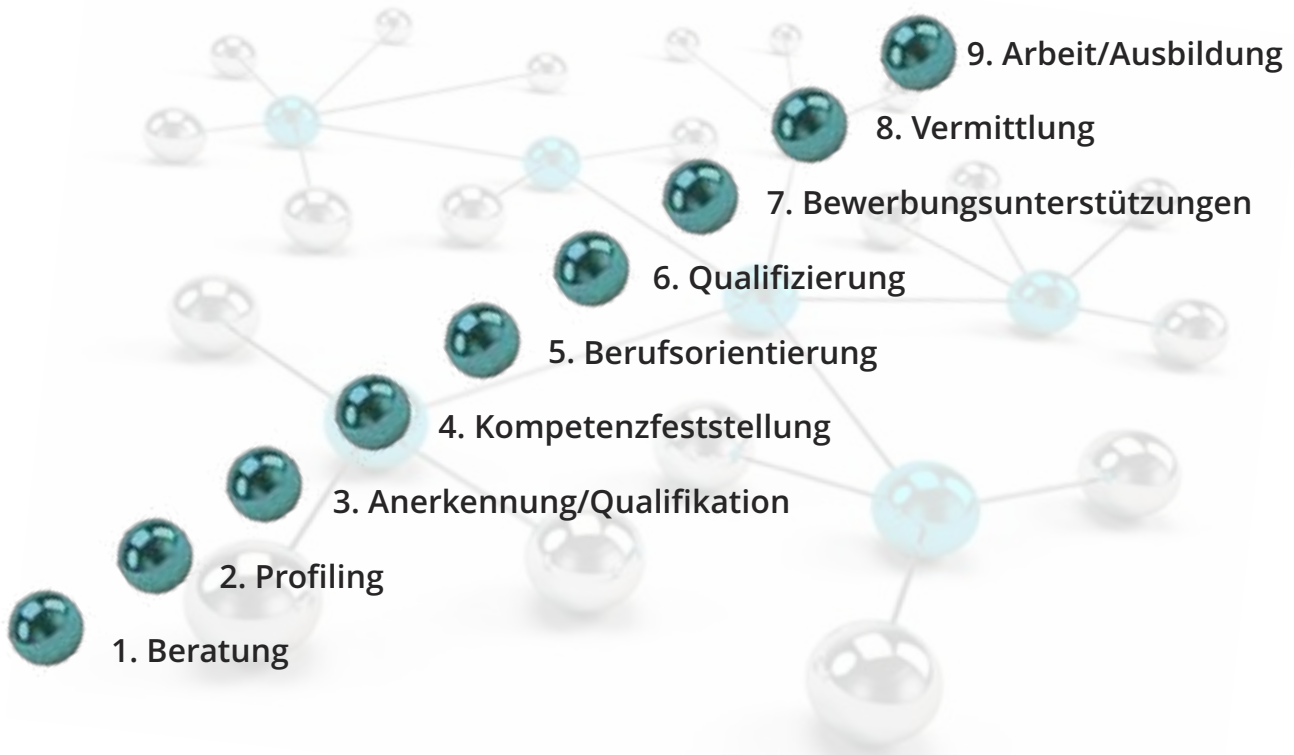 9. Arbeit/Ausbildung
8. Vermittlung
7. Bewerbungsunterstützungen
6. Qualifizierung
5. Berufsorientierung
4. Kompetenzfeststellung
3. Anerkennung/Qualifikation
2. Profiling
1. Beratung